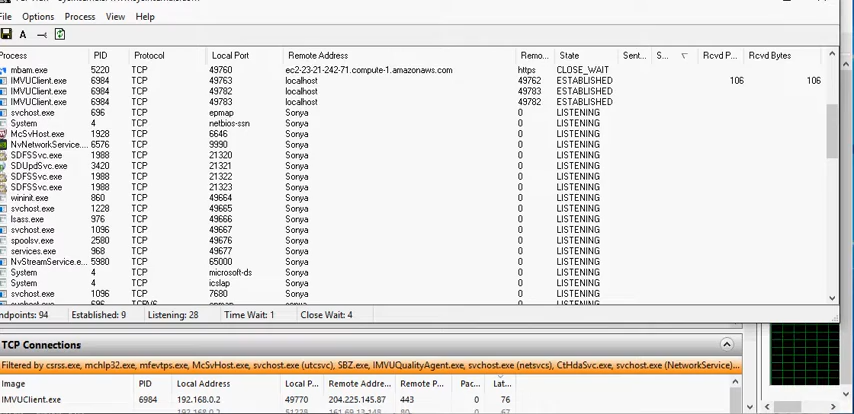 File Options Process View Help
A
Process PID Protocol Local Port Remote Address Remo... State Sent... S... Rcvd P... Rcvd Bytes
mbam.exe 5220 TCP 49760 ec2-23-21-242-71.compute-1.amazonaws.com https CLOSE_WAIT
IMVUClient.exe 6984 TCP 49763 localhost 49762 ESTABLISHED 106 106
IMVUClient.exe 6984 TCP 49782 localhost 49783 ESTABLISHED
IMVUClient.exe 6984 TCP 49783 localhost 49782 ESTABLISHED
svchost.exe 696 TCP epmap Sonya 0 LISTENING
System 4 TCP netbios-ssn Sonya 0 LISTENING
McSvHost.exe 1928 TCP 6646 Sonya 0 LISTENING
NvNetworkService.... 6576 TCP 9990 Sonya 0 LISTENING
SDFSSvc.exe 1988 TCP 21320 Sonya 0 LISTENING
SDUpdSvc.exe 3420 TCP 21321 Sonya 0 LISTENING
SDFSSvc.exe 1988 TCP 21322 Sonya 0 LISTENING
SDFSSvc.exe 1988 TCP 21323 Sonya 0 LISTENING
wininit.exe 808 TCP 49664 Sonya 0 LISTENING
svchost.exe 1228 TCP 49665 Sonya 0 LISTENING
lsass.exe 976 TCP 49666 Sonya 0 LISTENING
svchost.exe 1096 TCP 49667 Sonya 0 LISTENING
spoolsv.exe 2580 TCP 49676 Sonya 0 LISTENING
services.exe 968 TCP 49677 Sonya 0 LISTENING
NvStreamService.e... 5980 TCP 65000 Sonya 0 LISTENING
System 4 TCP microsoft-ds Sonya 0 LISTENING
System 4 TCP icslap Sonya 0 LISTENING
svchost.exe 1096 TCP 7680 Sonya 0 LISTENING
svchost.exe 696 TCPV6 epmap sonya 0 LISTENING
ndpoints: 94 Established: 9 Listening: 28 Time Wait: 1 Close Wait: 4
TCP Connections
Filtered by csrss.exe, mchlp32.exe, mfevtps.exe, McSvHost.exe, svchost.exe (utcsvc), SBZ.exe, IMVUQualityAgent.exe, svchost.exe (netsvcs), CtHdaSvc.exe, svchost.exe (NetworkService)...
Image PID Local Address Local P... Remote Addre... Remote P... Pac... Lat...
IMVUClient.exe 6984 192.168.0.2 49770 204.225.145.87 443 0 76